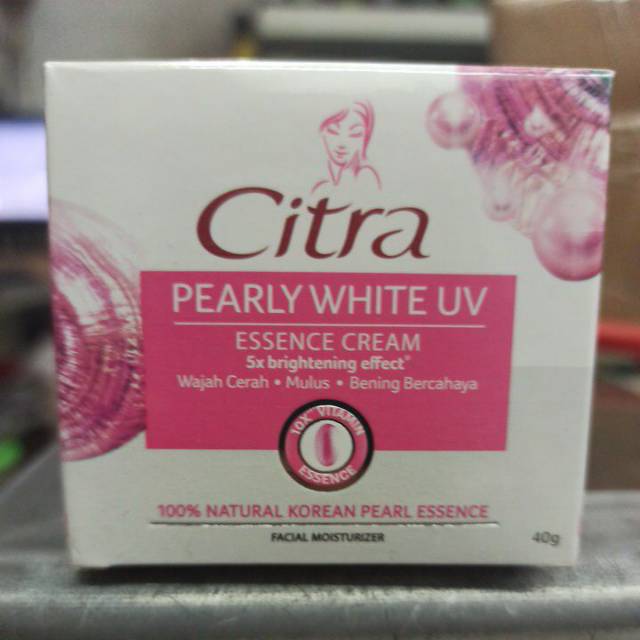 Citra
PEARLY WHITE UV
ESSENCE CREAM
5x brightening effect*
Wajah Cerah • Mulus • Bening Bercahaya
10X VITAMIN
ESSENCE
100% NATURAL KOREAN PEARL ESSENCE
FACIAL MOISTURIZER
40g